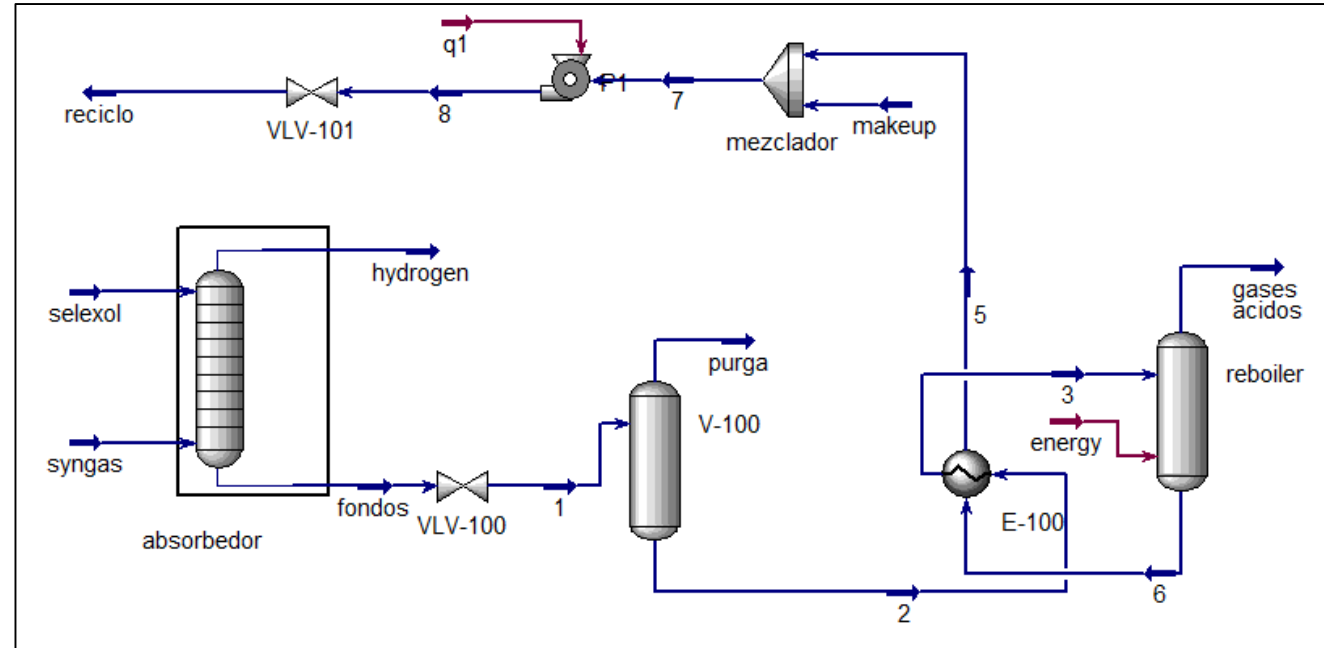 q1
P1
7
8
reciclo
VLV-101
makeup
mezclador
hydrogen
selexol
gases
acidos
5
purga
3
reboiler
V-100
energy
syngas
fondos
VLV-100
1
E-100
absorbedor
2
6